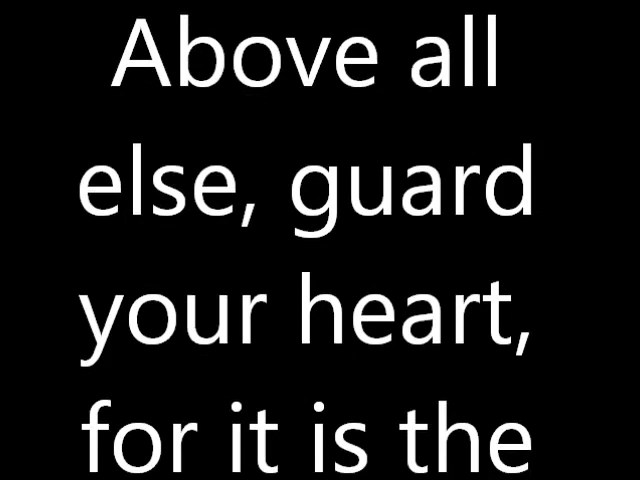 Above all
else, guard
your heart,
for it is the